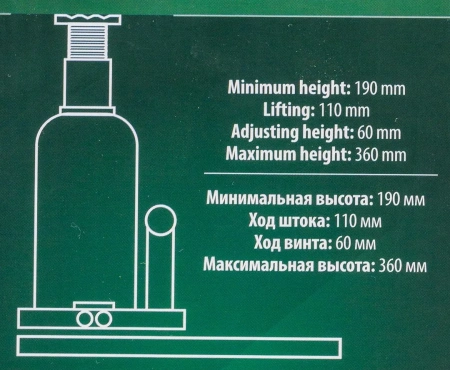 Minimum height: 190 mm
Lifting: 110 mm
Adjusting height: 60 mm
Maximum height: 360 mm
Минимальная высота: 190 мм
Ход штока: 110 мм
Ход винта: 60 мм
Максимальная высота: 360 мм